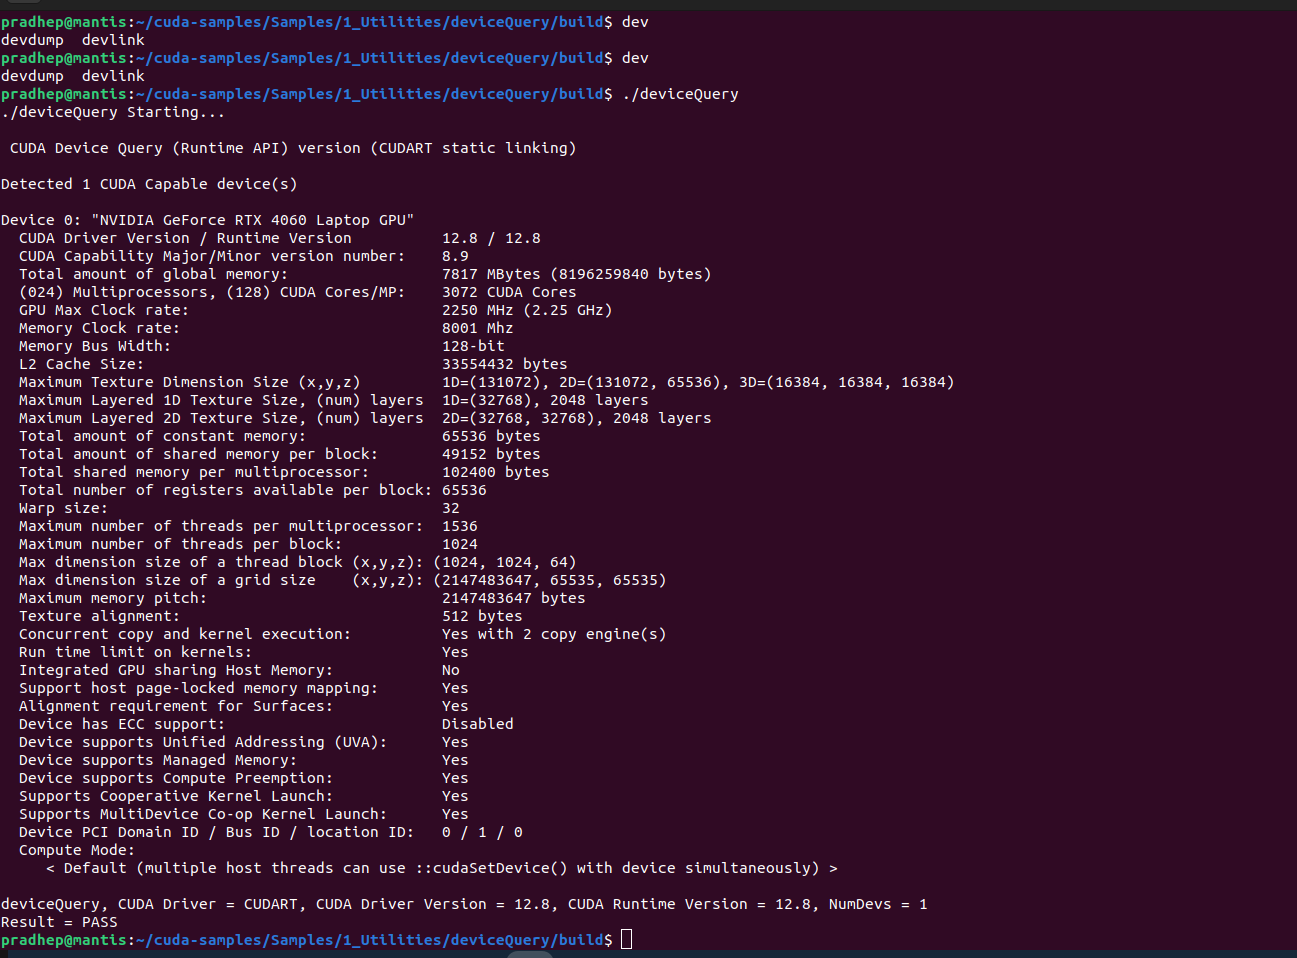 pradhep@mantis:~/cuda-samples/Samples/1_Utilities/deviceQuery/build$ dev
devdump  devlink
pradhep@mantis:~/cuda-samples/Samples/1_Utilities/deviceQuery/build$ dev
devdump  devlink
pradhep@mantis:~/cuda-samples/Samples/1_Utilities/deviceQuery/build$ ./deviceQuery
./deviceQuery Starting...

 CUDA Device Query (Runtime API) version (CUDART static linking)

Detected 1 CUDA Capable device(s)

Device 0: "NVIDIA GeForce RTX 4060 Laptop GPU"
  CUDA Driver Version / Runtime Version          12.8 / 12.8
  CUDA Capability Major/Minor version number:    8.9
  Total amount of global memory:                 7817 MBytes (8196259840 bytes)
  (024) Multiprocessors, (128) CUDA Cores/MP:    3072 CUDA Cores
  GPU Max Clock rate:                            2250 MHz (2.25 GHz)
  Memory Clock rate:                             8001 Mhz
  Memory Bus Width:                              128-bit
  L2 Cache Size:                                 33554432 bytes
  Maximum Texture Dimension Size (x,y,z)         1D=(131072), 2D=(131072, 65536), 3D=(16384, 16384, 16384)
  Maximum Layered 1D Texture Size, (num) layers  1D=(32768), 2048 layers
  Maximum Layered 2D Texture Size, (num) layers  2D=(32768, 32768), 2048 layers
  Total amount of constant memory:               65536 bytes
  Total amount of shared memory per block:       49152 bytes
  Total shared memory per multiprocessor:        102400 bytes
  Total number of registers available per block: 65536
  Warp size:                                     32
  Maximum number of threads per multiprocessor:  1536
  Maximum number of threads per block:           1024
  Max dimension size of a thread block (x,y,z): (1024, 1024, 64)
  Max dimension size of a grid size    (x,y,z): (2147483647, 65535, 65535)
  Maximum memory pitch:                          2147483647 bytes
  Texture alignment:                             512 bytes
  Concurrent copy and kernel execution:          Yes with 2 copy engine(s)
  Run time limit on kernels:                     Yes
  Integrated GPU sharing Host Memory:            No
  Support host page-locked memory mapping:       Yes
  Alignment requirement for Surfaces:            Yes
  Device has ECC support:                        Disabled
  Device supports Unified Addressing (UVA):      Yes
  Device supports Managed Memory:                Yes
  Device supports Compute Preemption:            Yes
  Supports Cooperative Kernel Launch:            Yes
  Supports MultiDevice Co-op Kernel Launch:      Yes
  Device PCI Domain ID / Bus ID / location ID:   0 / 1 / 0
  Compute Mode:
     < Default (multiple host threads can use ::cudaSetDevice() with device simultaneously) >

deviceQuery, CUDA Driver = CUDART, CUDA Driver Version = 12.8, CUDA Runtime Version = 12.8, NumDevs = 1
Result = PASS
pradhep@mantis:~/cuda-samples/Samples/1_Utilities/deviceQuery/build$